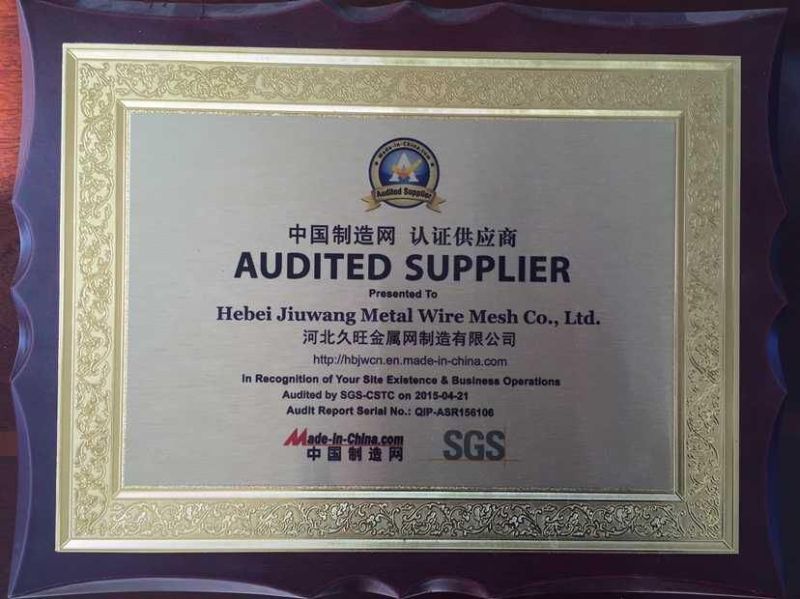 Made-in-China.com
Audited Supplier
中国制造网 认证供应商
AUDITED SUPPLIER
Presented To
Hebei Jiuwang Metal Wire Mesh Co., Ltd.
河北久旺金属网制造有限公司
http://hbjwcn.en.made-in-china.com
In Recognition of Your Site Existence & Business Operations
Audited by SGS-CSTC on 2015-04-21
Audit Report Serial No.: QIP-ASR156106
Made-in-China.com
中国制造网
SGS